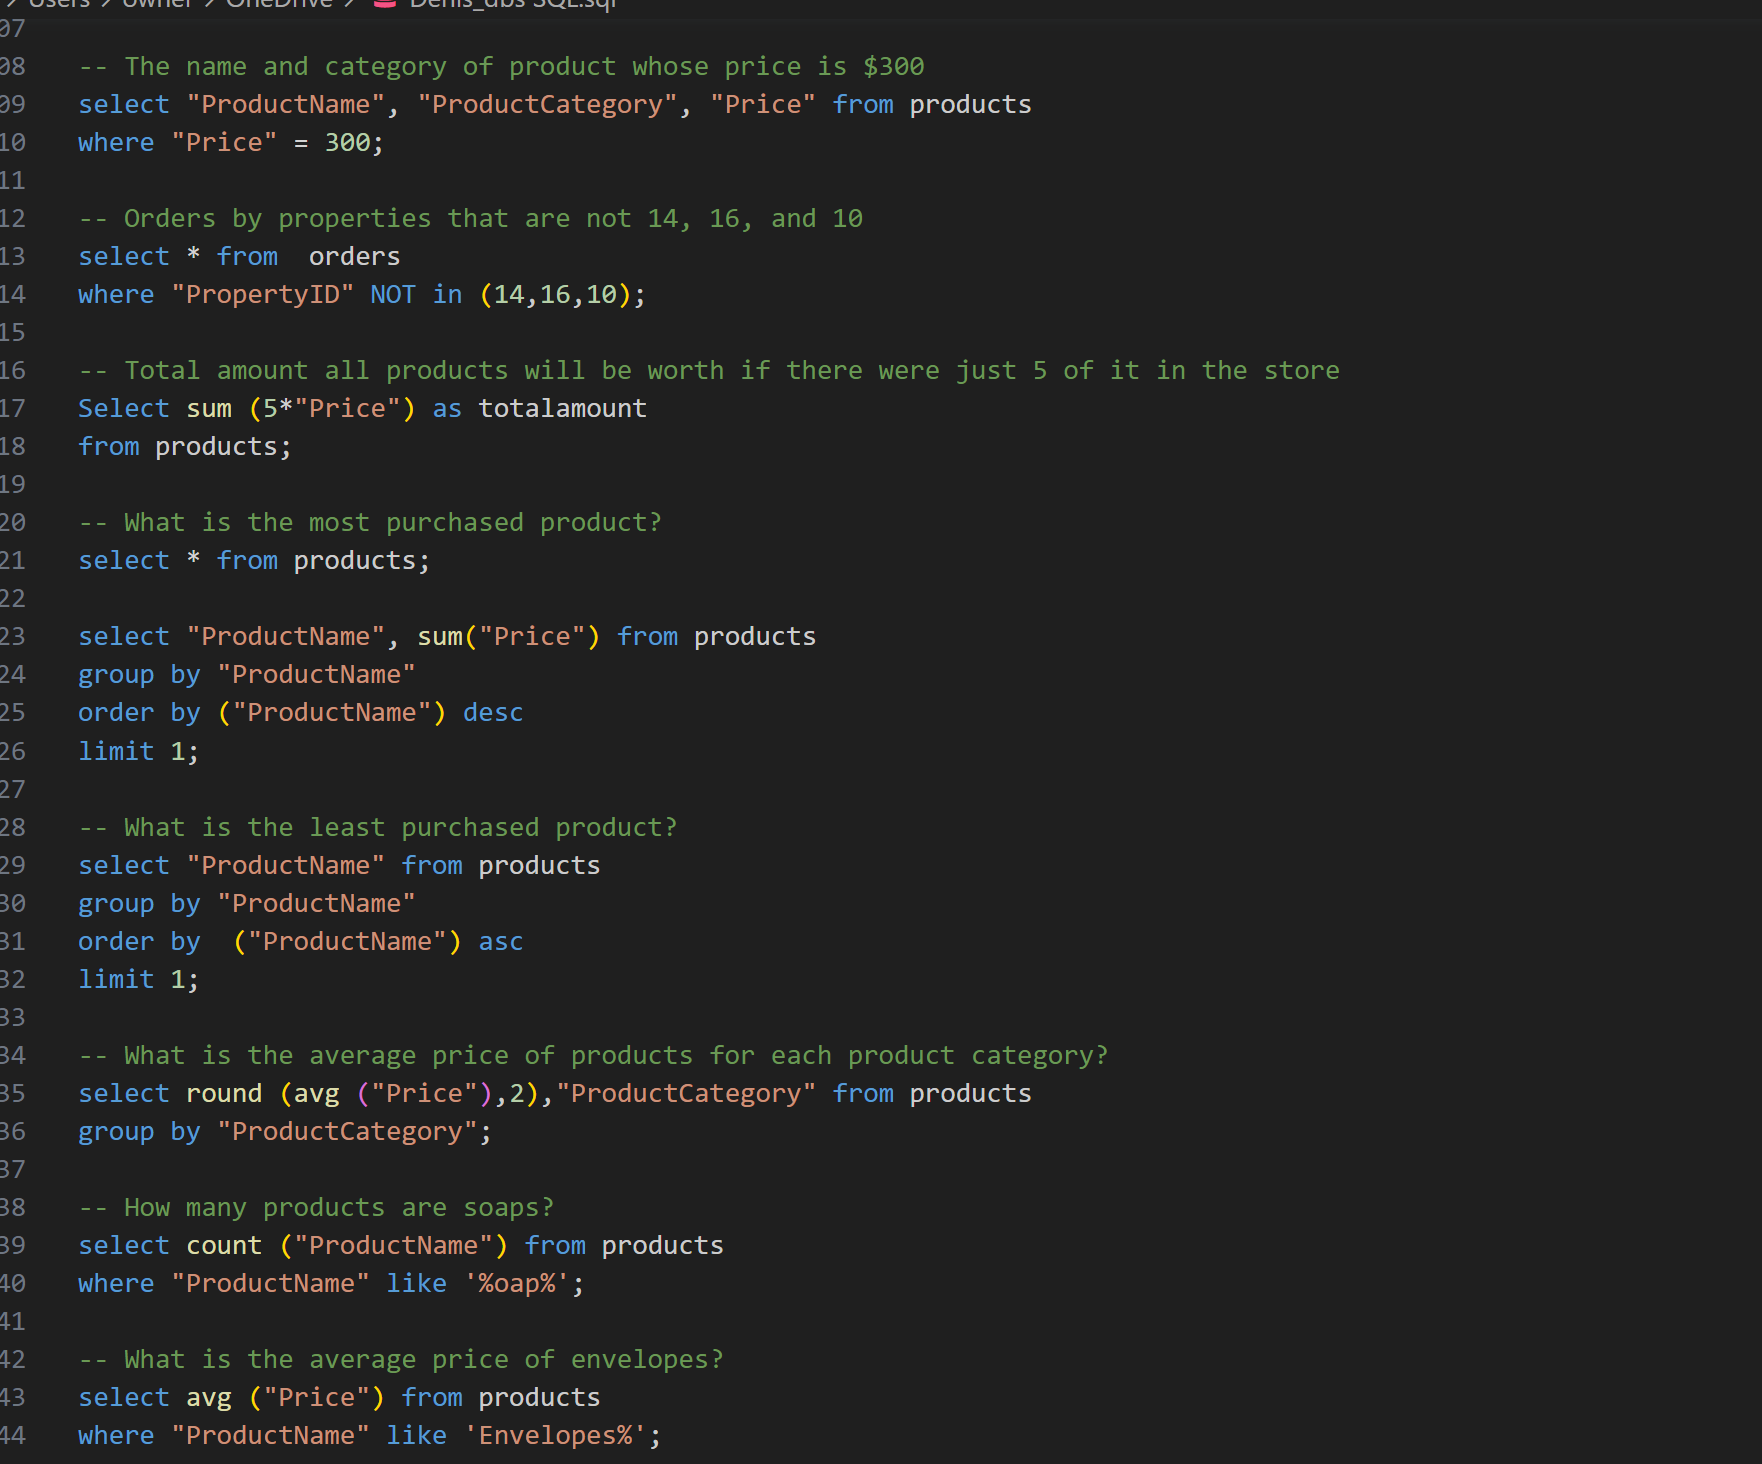 Users > owner > OneDrive > Denis_dbs SQL.sql
07
08 -- The name and category of product whose price is $300
09 select "ProductName", "ProductCategory", "Price" from products
10 where "Price" = 300;
11
12 -- Orders by properties that are not 14, 16, and 10
13 select * from  orders
14 where "PropertyID" NOT in (14,16,10);
15
16 -- Total amount all products will be worth if there were just 5 of it in the store
17 Select sum (5*"Price") as totalamount
18 from products;
19
20 -- What is the most purchased product?
21 select * from products;
22
23 select "ProductName", sum("Price") from products
24 group by "ProductName"
25 order by ("ProductName") desc
26 limit 1;
27
28 -- What is the least purchased product?
29 select "ProductName" from products
30 group by "ProductName"
31 order by  ("ProductName") asc
32 limit 1;
33
34 -- What is the average price of products for each product category?
35 select round (avg ("Price"),2),"ProductCategory" from products
36 group by "ProductCategory";
37
38 -- How many products are soaps?
39 select count ("ProductName") from products
40 where "ProductName" like '%oap%';
41
42 -- What is the average price of envelopes?
43 select avg ("Price") from products
44 where "ProductName" like 'Envelopes%';